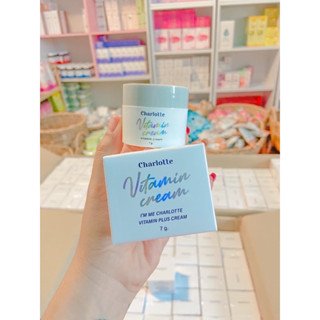 Charlotte
Vitamin
cream
Charlotte
Vitamin
cream
I'M ME CHARLOTTE
VITAMIN PLUS CREAM
7 g.